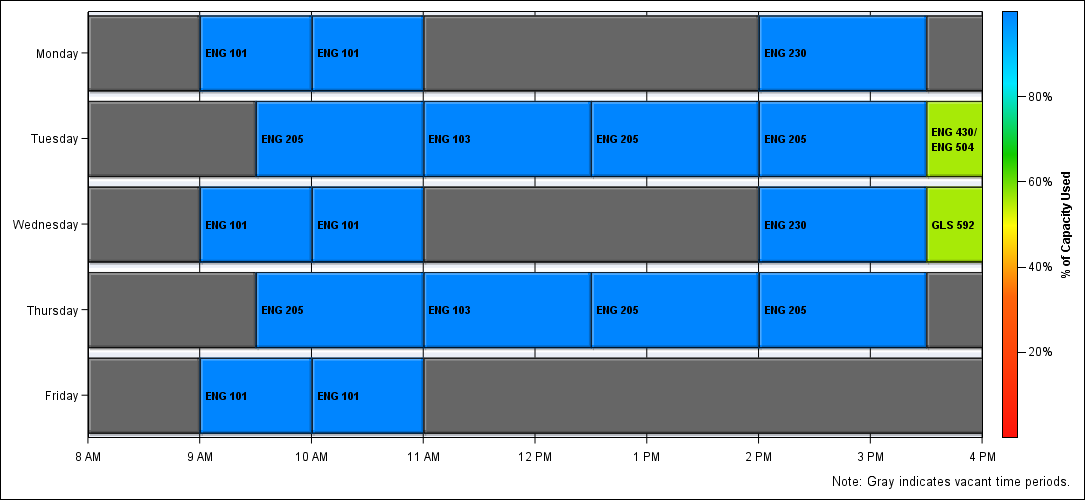 Monday
ENG 101
ENG 101
ENG 230
Tuesday
ENG 205
ENG 103
ENG 205
ENG 205
ENG 430/
ENG 504
Wednesday
ENG 101
ENG 101
ENG 230
GLS 592
Thursday
ENG 205
ENG 103
ENG 205
ENG 205
Friday
ENG 101
ENG 101
8 AM
9 AM
10 AM
11 AM
12 PM
1 PM
2 PM
3 PM
4 PM
80%
60%
40%
20%
% of Capacity Used
Note: Gray indicates vacant time periods.